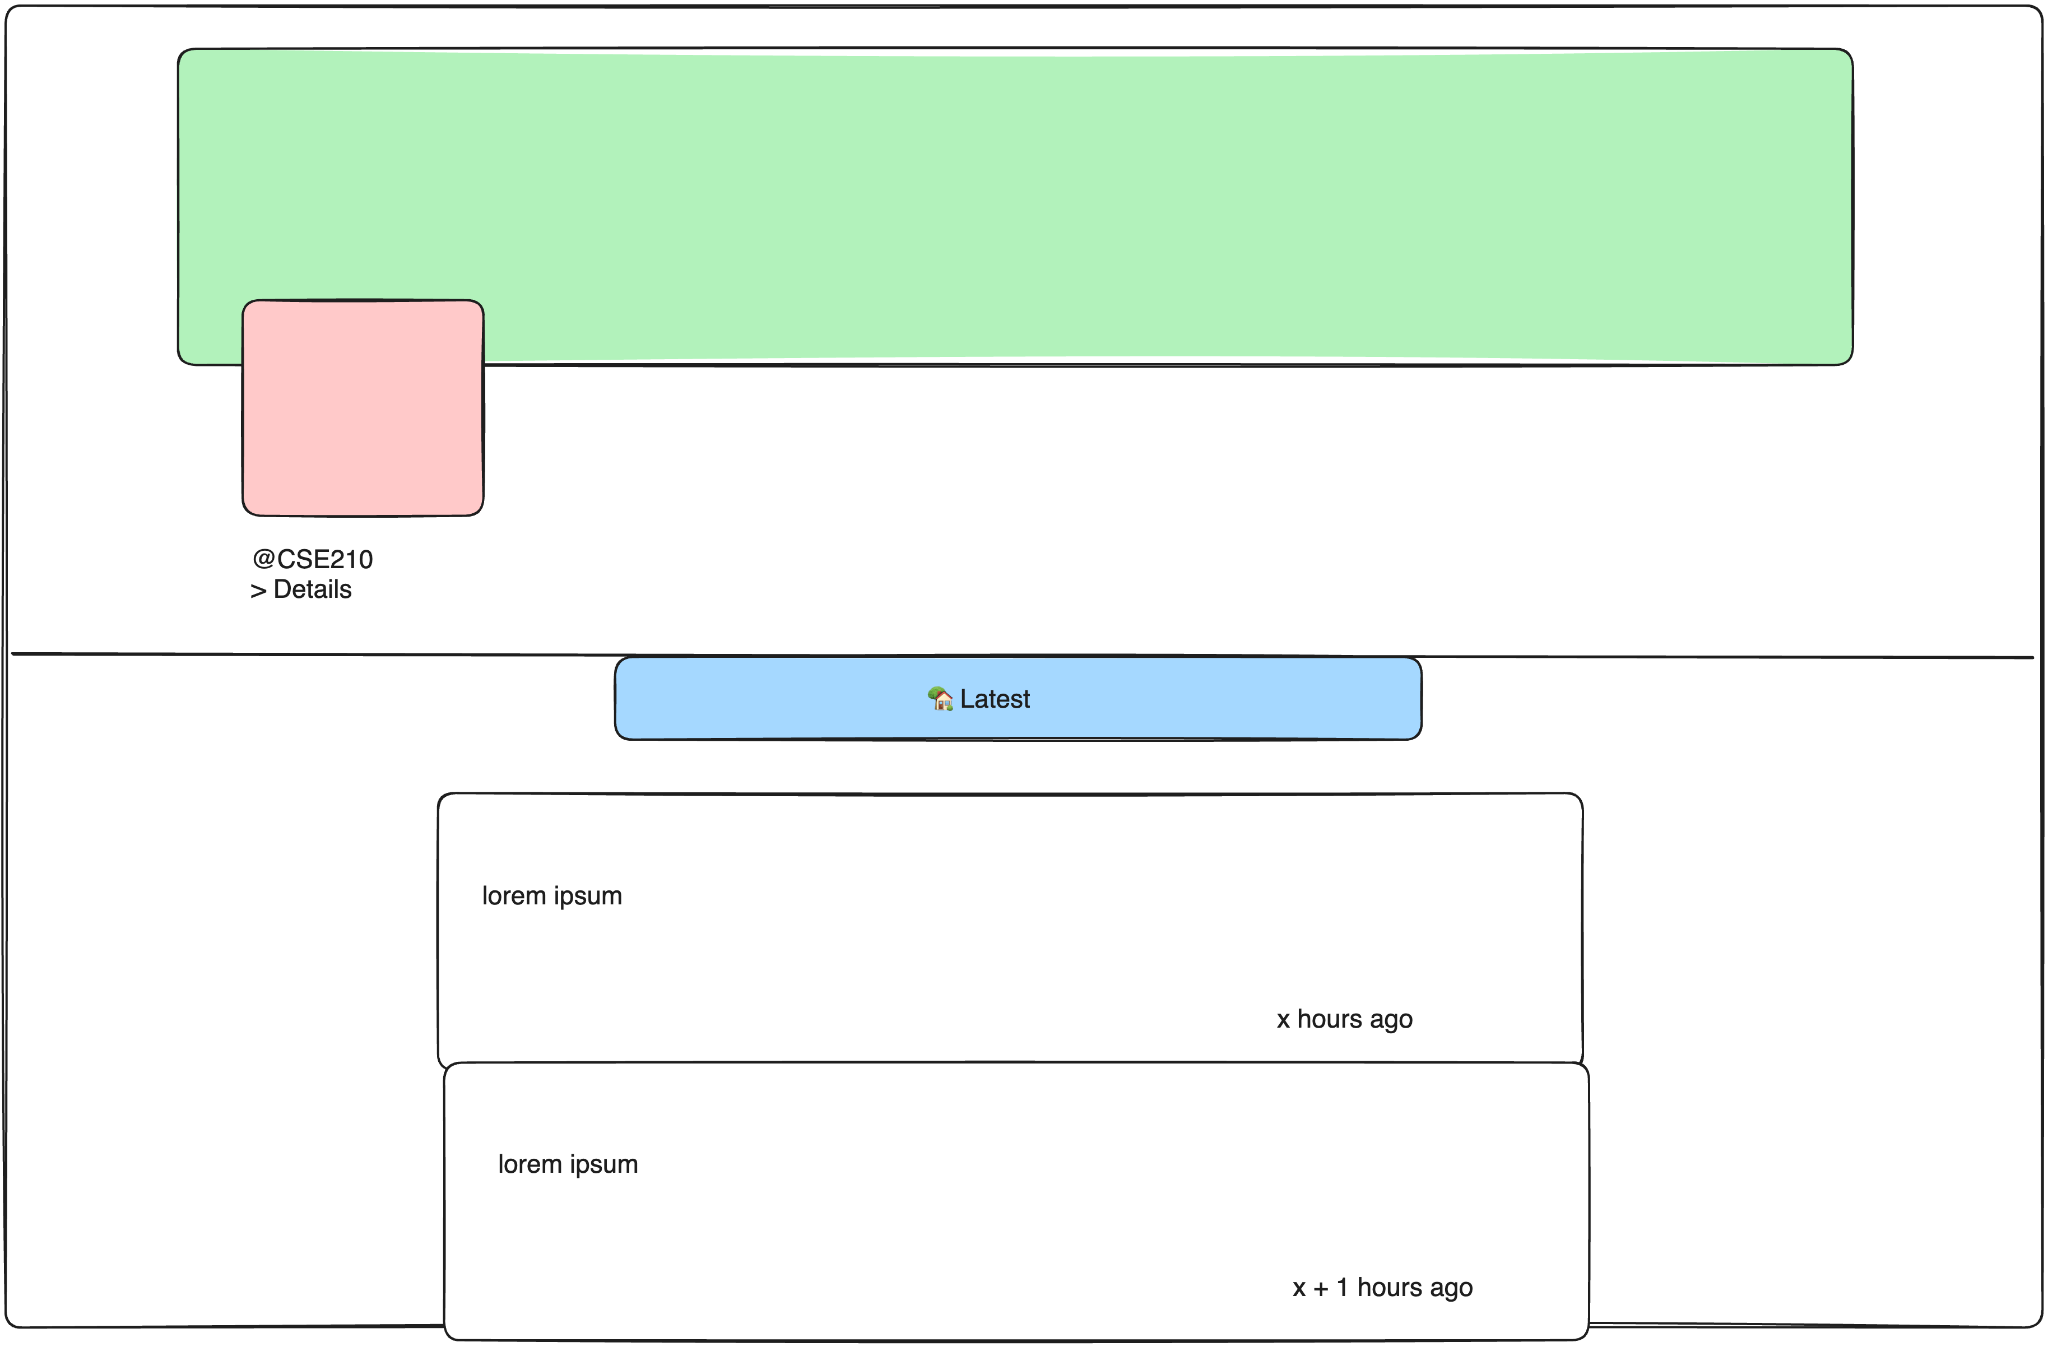 @CSE210
> Details
🏡 Latest
lorem ipsum
x hours ago
lorem ipsum
x + 1 hours ago